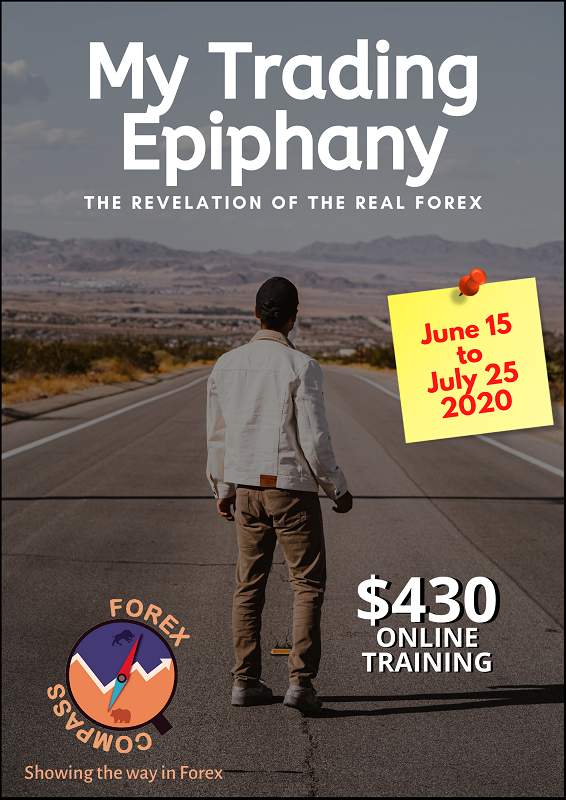 My Trading
Epiphany
THE REVELATION OF THE REAL FOREX
June 15
to
July 25
2020
$430
ONLINE
TRAINING
FOREX
COMPASS
Showing the way in Forex